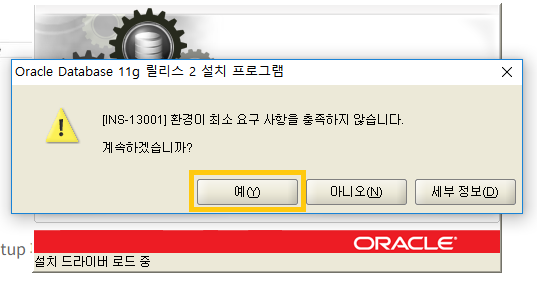 Oracle Database 11g 릴리스 2 설치 프로그램
[INS-13001] 환경이 최소 요구 사항을 충족하지 않습니다.
계속하겠습니까?
예(Y) 아니오(N) 세부 정보(D)
tup
ORACLE
설치 드라이버 로드 중